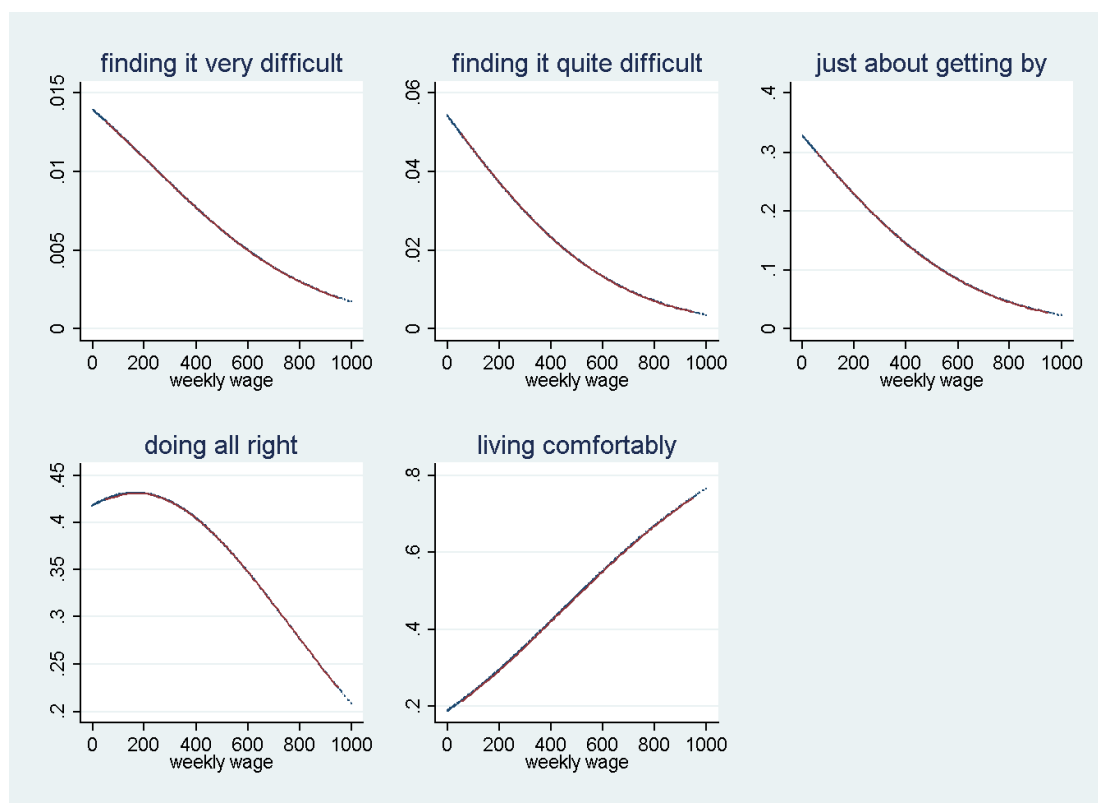 finding it very difficult
.015
.01
.005
0
0 200 400 600 800 1000
weekly wage
finding it quite difficult
.06
.04
.02
0
0 200 400 600 800 1000
weekly wage
just about getting by
.4
.3
.2
.1
0
0 200 400 600 800 1000
weekly wage
doing all right
.45
.4
.35
.3
.25
.2
0 200 400 600 800 1000
weekly wage
living comfortably
.8
.6
.4
.2
0 200 400 600 800 1000
weekly wage